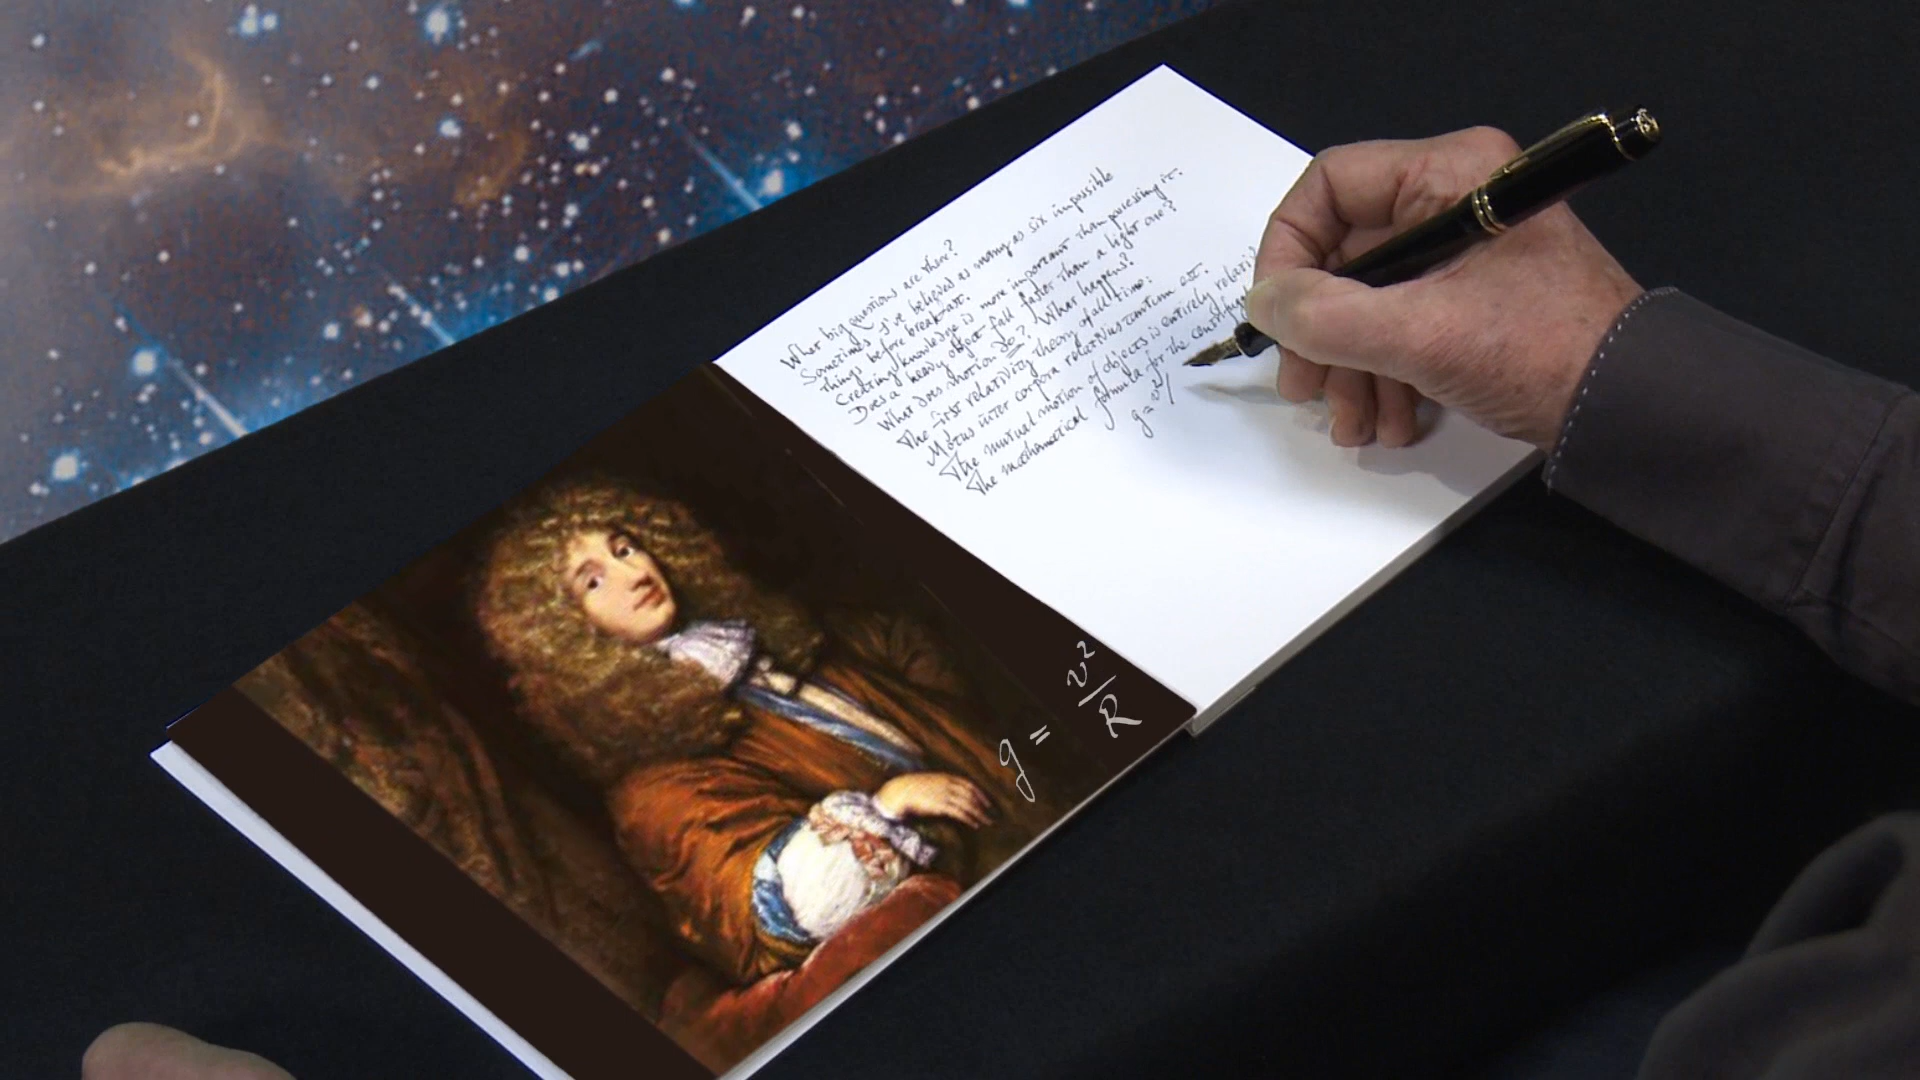 What big questions are there?
Sometimes I've believed as many as six impossible
things before breakfast.
Creating knowledge is more important than possessing it.
Does a heavy object fall faster than a light one?
What does motion do? What happens?
The first relativity theory of all time:
Motus inter corpora relativus tantum est.
The mutual motion of objects is entirely relativ
The mathematical formula for the centrifuga
g = v²/
g = v²/R